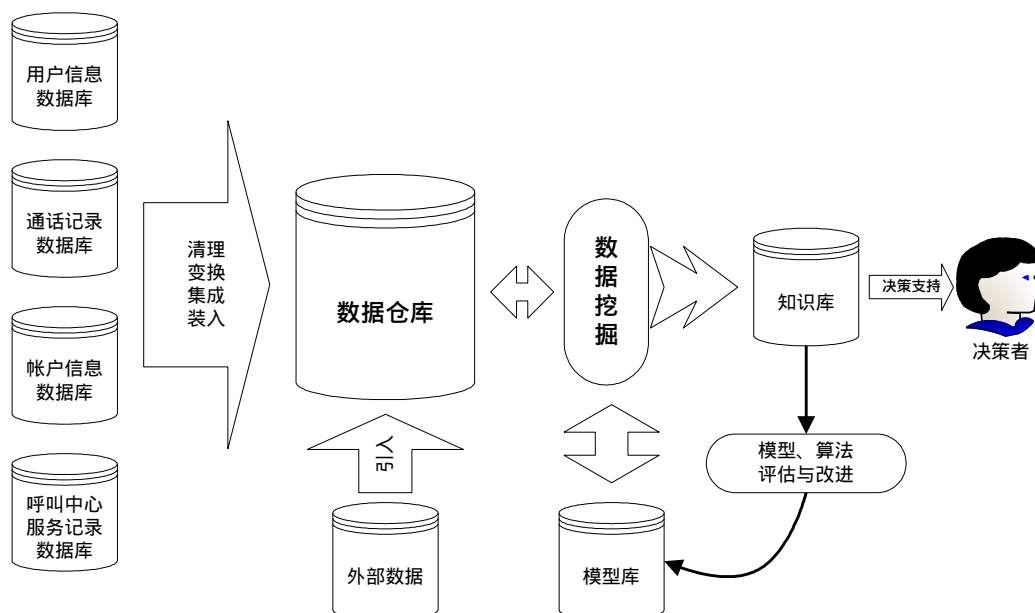 用户信息
数据库
通话记录
数据库
帐户信息
数据库
呼叫中心
服务记录
数据库
清理
变换
集成
装入
数据仓库
引入
外部数据
数
据
挖
掘
模型库
知识库
模型、算法
评估与改进
决策支持
决策者